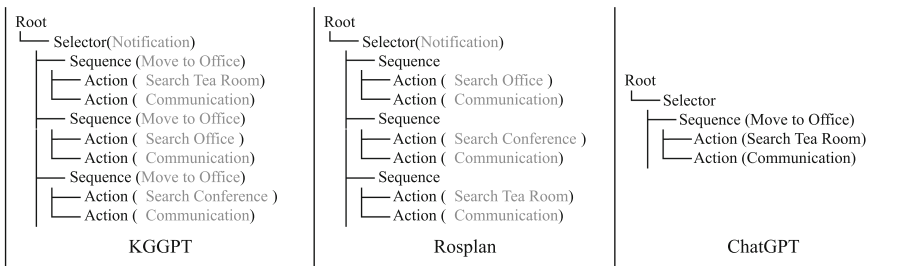 Root
Selector(Notification)
Sequence (Move to Office)
Action ( Search Tea Room)
Action ( Communication)
Sequence (Move to Office)
Action ( Search Office )
Action ( Communication)
Sequence (Move to Office)
Action ( Search Conference )
Action ( Communication)
KGGPT
Root
Selector(Notification)
Sequence
Action ( Search Office )
Action ( Communication)
Sequence
Action ( Search Conference )
Action ( Communication)
Sequence
Action ( Search Tea Room)
Action ( Communication)
Rosplan
Root
Selector
Sequence (Move to Office)
Action (Search Tea Room)
Action (Communication)
ChatGPT